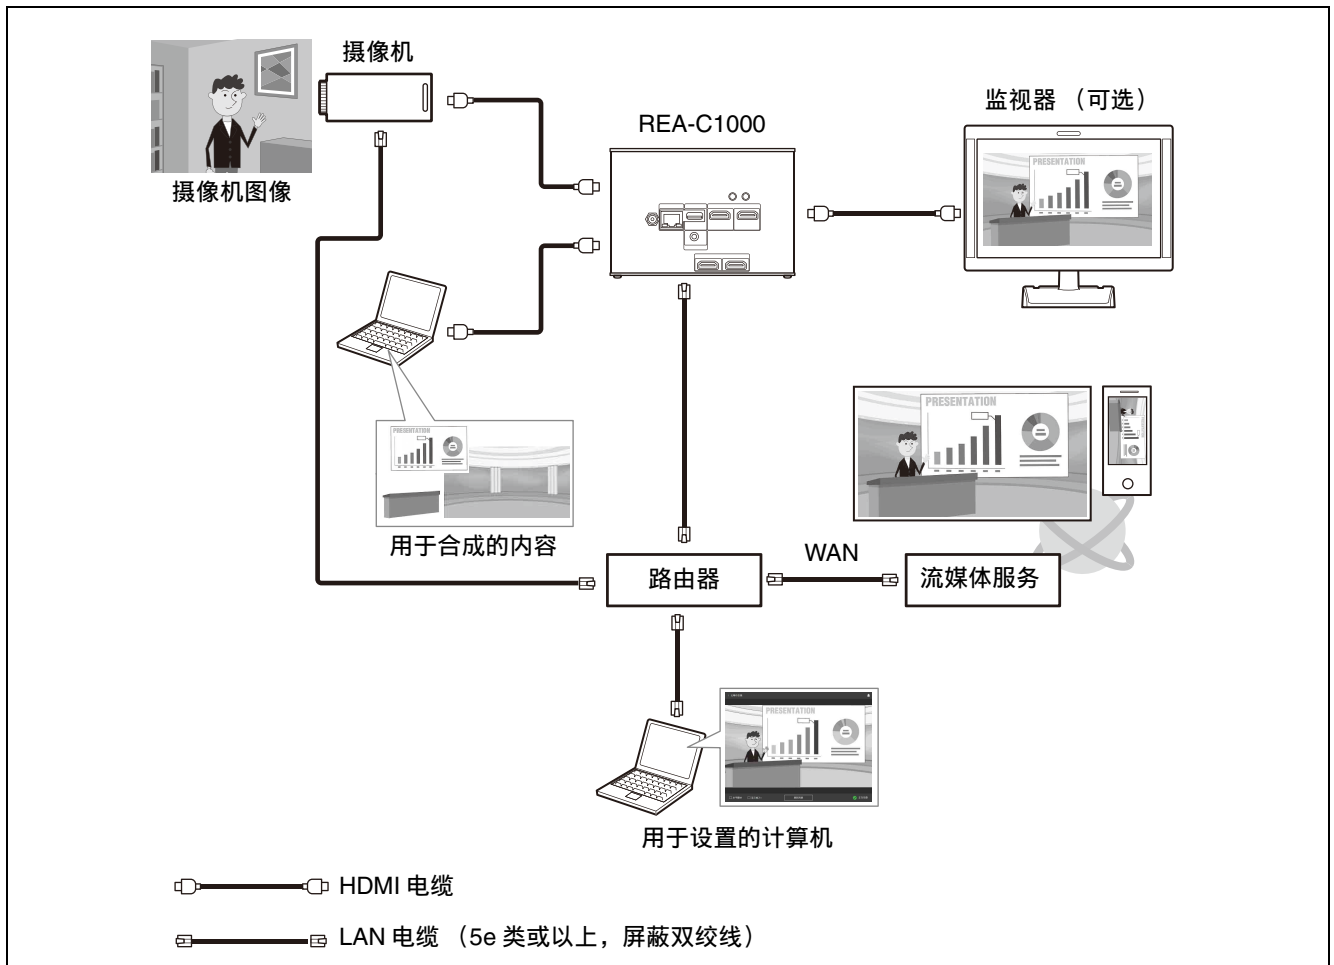 摄像机
REA-C1000
监视器 （可选）
PRESENTATION
摄像机图像
PRESENTATION
PRESENTATION
用于合成的内容
WAN
路由器
流媒体服务
PRESENTATION
用于设置的计算机
HDMI 电缆
LAN 电缆 （5e 类或以上，屏蔽双绞线）